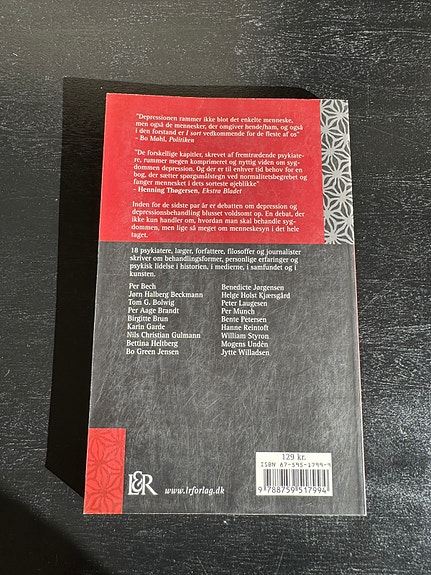 "Depressionen rammer ikke blot det enkelte menneske,
men også de mennesker, der omgiver hende/ham, og også
i den forstand er I sort vedkommende for de fleste af os"
- Bo Møhl, Politiken
"De forskellige kapitler, skrevet af fremtrædende psykiate-
re, rummer megen komprimeret og nyttig viden om syg-
dommen depression. Og der er til enhver tid behov for en
bog, der sætter spørgsmålstegn ved normalitetsbegrebet og
fanger mennesket i dets sorteste øjeblikke"
- Henning Thøgersen, Ekstra Bladet
Inden for de sidste par år er debatten om depression og
depressionsbehandling blusset voldsomt op. En debat, der
ikke kun handler om, hvordan man skal behandle syg-
dommen, men lige så meget om menneskesyn i det hele
taget.
18 psykiatere, læger, forfattere, filosoffer og journalister
skriver om behandlingsformer, personlige erfaringer og
psykisk lidelse i historien, i medierne, i samfundet og i
kunsten.
Per Bech
Jørn Halberg Beckmann
Tom G. Bolwig
Per Aage Brandt
Birgitte Brun
Karin Garde
Nils Christian Gulmann
Bettina Heltberg
Bo Green Jensen
Benedicte Jørgensen
Helge Holst Kjærsgård
Peter Laugesen
Per Munch
Bente Petersen
Hanne Reintoft
William Styron
Mogens Undén
Jytte Willadsen
L&R
www.lrforlag.dk
129 kr.
ISBN 87-595-1799-9
9 788759 517994